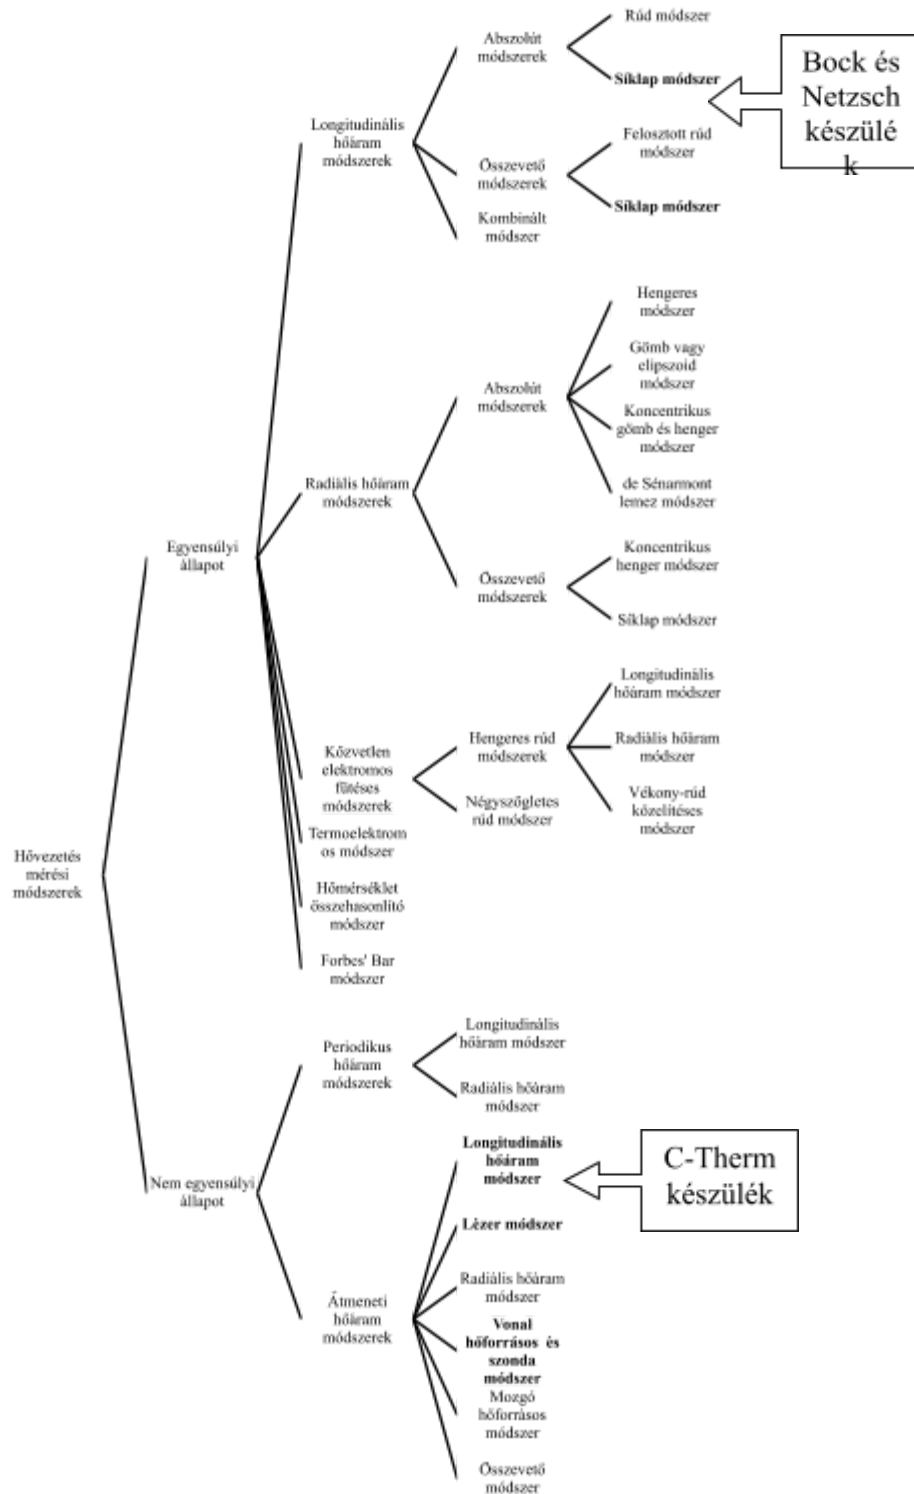 Rúd módszer
Abszolút
módszerek
Síklap módszer
Bock és
Netzsch
készülé
k
Longitudinális
hőáram
módszerek
Felosztott rúd
módszer
Összevető
módszerek
Síklap módszer
Kombinált
módszer
Hengeres
módszer
Gömb vagy
elipszoid
módszer
Abszolút
módszerek
Koncentrikus
gömb és henger
módszer
de Sénarmont
lemez módszer
Radiális hőáram
módszerek
Egyensúlyi
állapot
Koncentrikus
henger módszer
Összevető
módszerek
Síklap módszer
Longitudinális
hőáram módszer
Hengeres rúd
módszerek
Radiális hőáram
módszer
Közvetlen
elektromos
fűtéses
módszerek
Négyszögletes
rúd módszer
Vékony-rúd
közelítéses
módszer
Termoelektrom
os módszer
Hővezetés
mérési
módszerek
Hőmérséklet
összehasonlító
módszer
Forbes' Bar
módszer
Longitudinális
hőáram módszer
Periodikus
hőáram
módszerek
Radiális hőáram
módszer
Longitudinális
hőáram
módszer
C-Therm
készülék
Nem egyensúlyi
állapot
Lézer módszer
Radiális hőáram
módszer
Átmeneti
hőáram
módszerek
Vonal
hőforrásos és
szonda
módszer
Mozgó
hőforrásos
módszer
Összevető
módszer